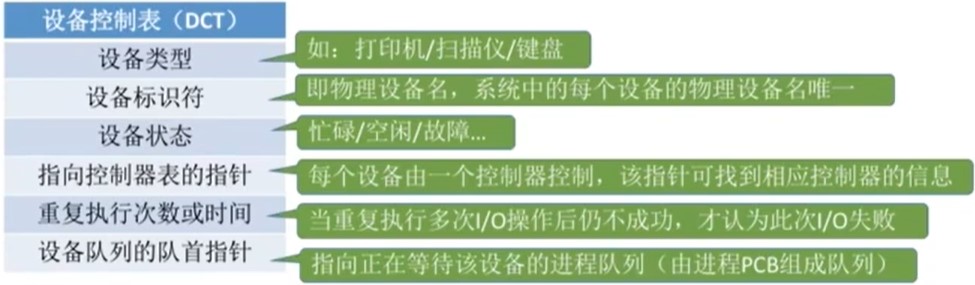 设备控制表（DCT）
设备类型
如：打印机/扫描仪/键盘
设备标识符
即物理设备名，系统中的每个设备的物理设备名唯一
设备状态
忙碌/空闲/故障...
指向控制器表的指针
每个设备由一个控制器控制，该指针可找到相应控制器的信息
重复执行次数或时间
当重复执行多次I/O操作后仍不成功，才认为此次I/O失败
设备队列的队首指针
指向正在等待该设备的进程队列（由进程PCB组成队列）